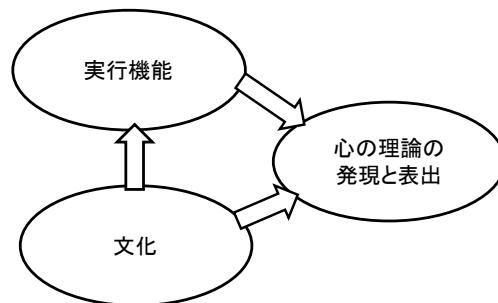 実行機能
心の理論の
発現と表出
文化